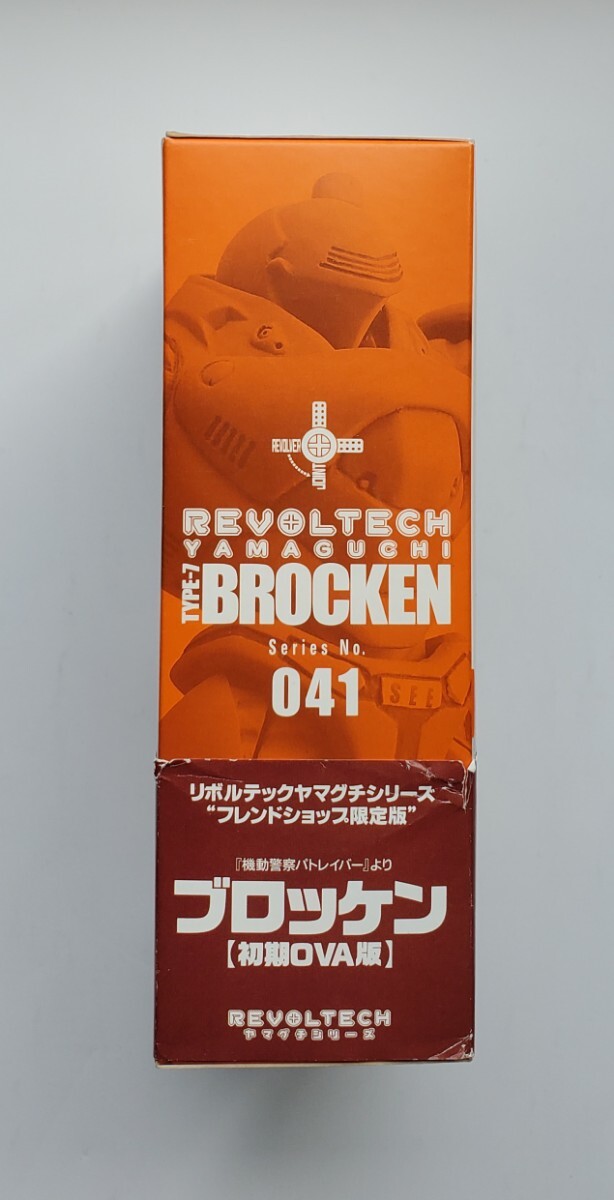 REVOLVER
JOINT
REVOLTECH
YAMAGUCHI
TYPE-7
BROCKEN
Series No.
041
SEE
リボルテックヤマグチシリーズ
“フレンドショップ限定版”
『機動警察パトレイバー』より
ブロッケン
【初期OVA版】
REVOLTECH
ヤマグチシリーズ